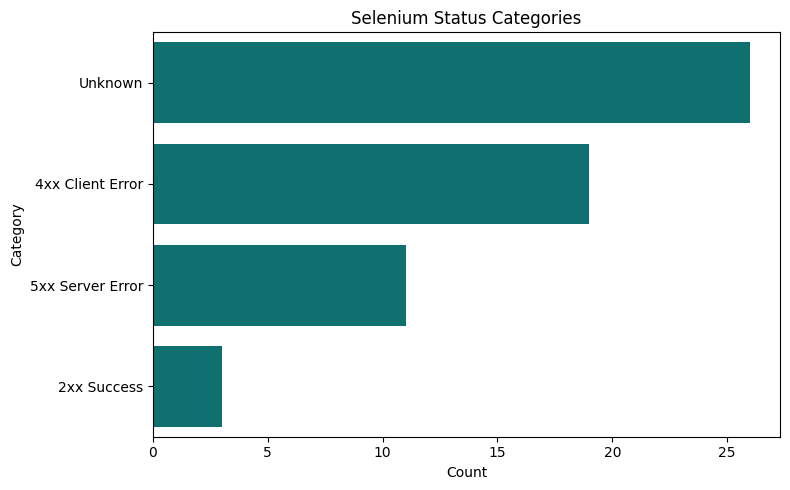 Selenium Status Categories
Unknown
4xx Client Error
5xx Server Error
2xx Success
Category
0 5 10 15 20 25
Count